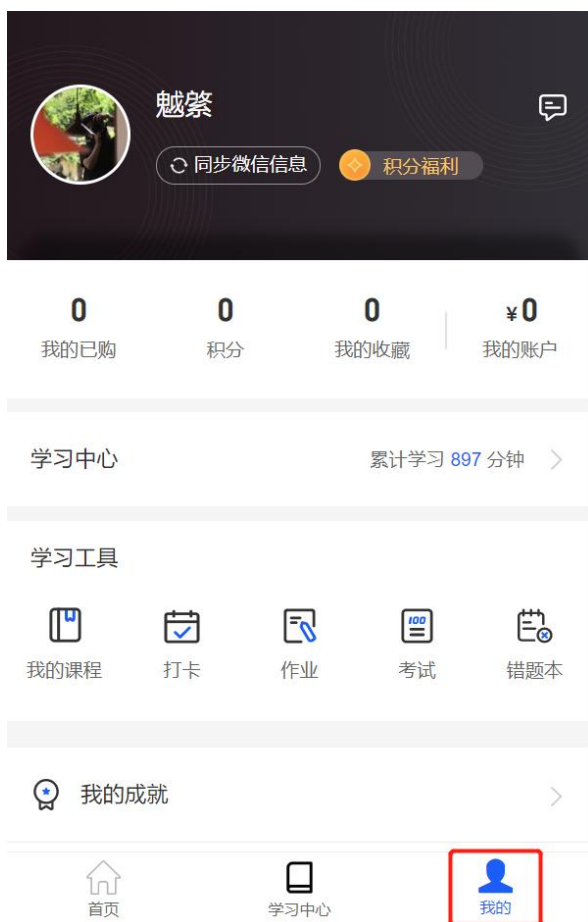 魆繁
同步微信信息 积分福利
0 0 0 ¥0
我的已购 积分 我的收藏 我的账户
学习中心 累计学习 897 分钟
学习工具
100
我的课程 打卡 作业 考试 错题本
我的成就
首页 学习中心 我的